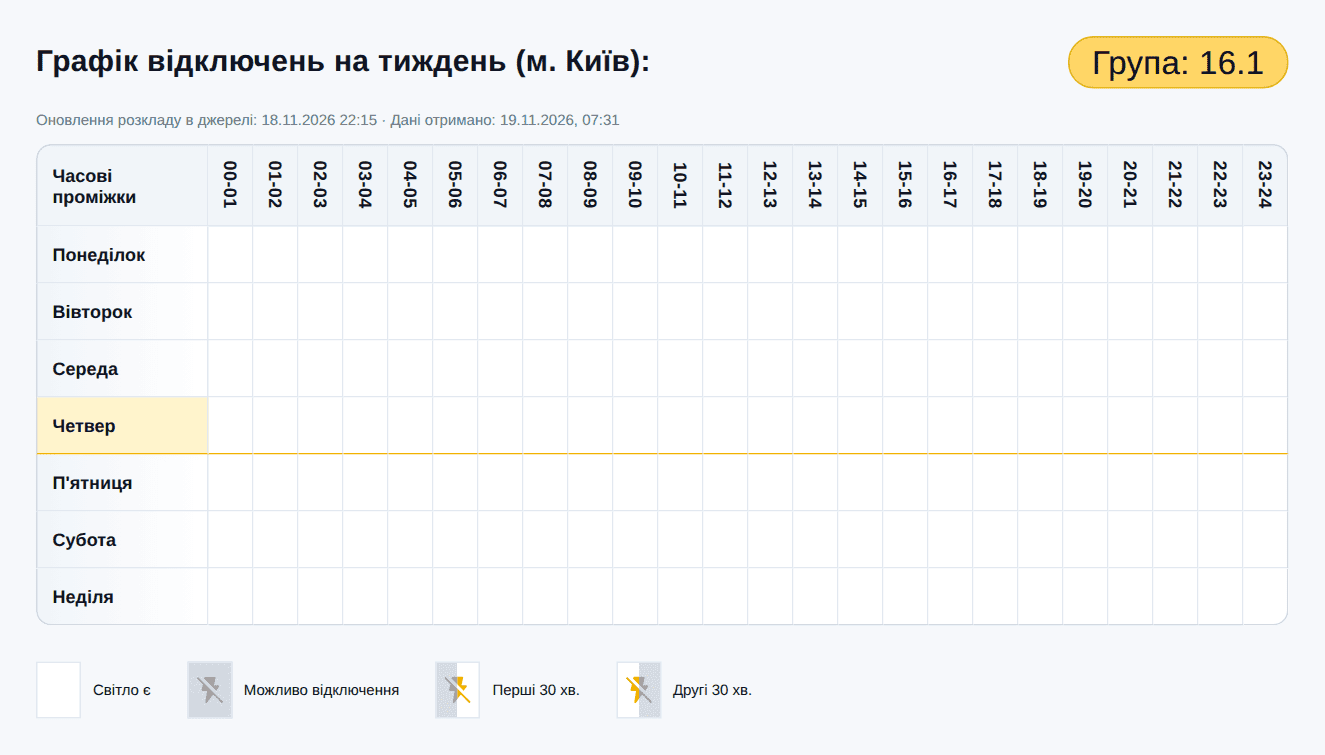 Графік відключень на тиждень (м. Київ):
Група: 16.1
Оновлення розкладу в джерелі: 18.11.2026 22:15 · Дані отримано: 19.11.2026, 07:31
Часові
проміжки
00-01
01-02
02-03
03-04
04-05
05-06
06-07
07-08
08-09
09-10
10-11
11-12
12-13
13-14
14-15
15-16
16-17
17-18
18-19
19-20
20-21
21-22
22-23
23-24
Понеділок
Вівторок
Середа
Четвер
П'ятниця
Субота
Неділя
Світло є
Можливо відключення
Перші 30 хв.
Другі 30 хв.